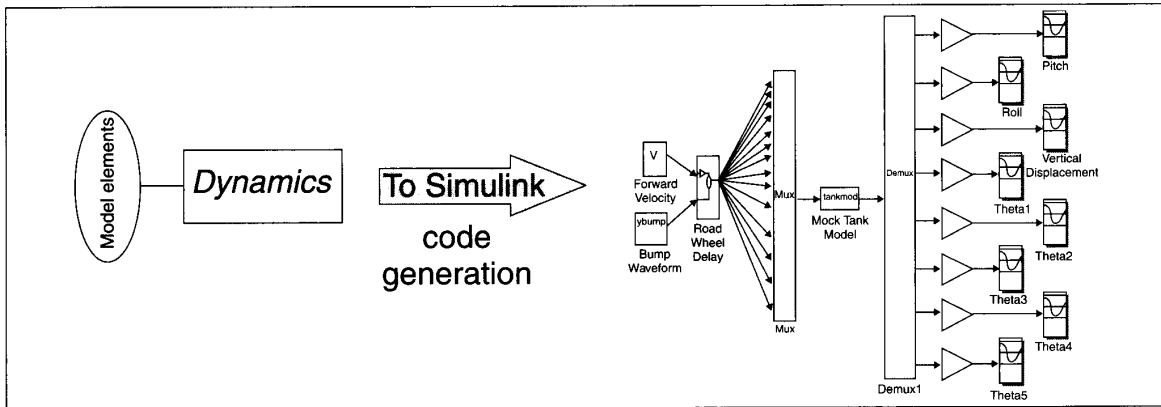 Model elements
Dynamics
To Simulink
code
generation
V
Forward
Velocity
ybump
Bump
Waveform
Road
Wheel
Delay
Mux
Mux
tankmod
Mock Tank
Model
Demux
Demux1
Pitch
Roll
Vertical
Displacement
Theta1
Theta2
Theta3
Theta4
Theta5